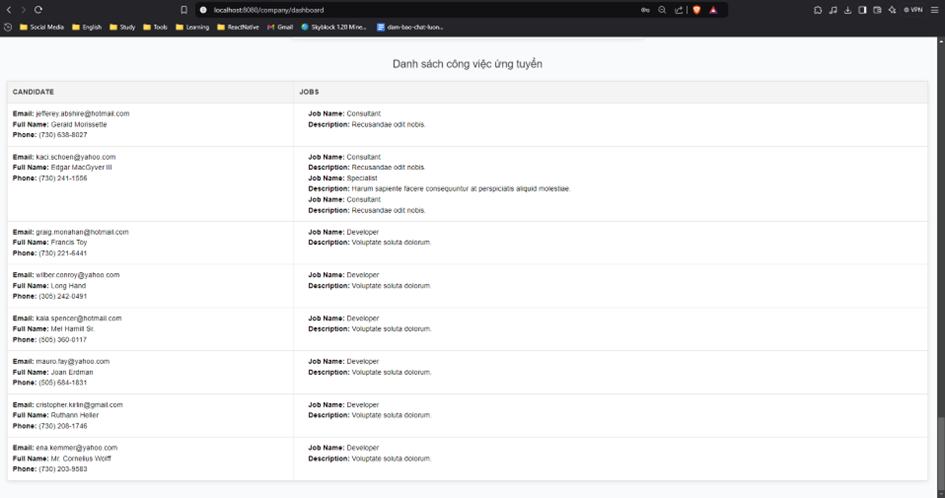 localhost:8080/company/dashboard
VPN
Social Media English Study Tools Learning ReactNative Gmail Skyblock 1.20 Mine... dam-bao-chat-luon...
Danh sách công việc ứng tuyển
CANDIDATE JOBS
Email: jefferey.abshire@hotmail.com Job Name: Consultant
Full Name: Gerald Morissette Description: Recusandae odit nobis.
Phone: (730) 638-8027
Email: kaci.schoen@yahoo.com Job Name: Consultant
Full Name: Edgar MacGyver III Description: Recusandae odit nobis.
Phone: (730) 241-1556 Job Name: Specialist
Description: Harum sapiente facere consequuntur at perspiciatis aliquid molestiae.
Job Name: Consultant
Description: Recusandae odit nobis.
Email: graig.monahan@hotmail.com Job Name: Developer
Full Name: Francis Toy Description: Voluptate soluta dolorum.
Phone: (730) 221-6441
Email: wilber.conroy@yahoo.com Job Name: Developer
Full Name: Long Hand Description: Voluptate soluta dolorum.
Phone: (305) 242-0491
Email: kala.spencer@hotmail.com Job Name: Developer
Full Name: Mel Hamill Sr. Description: Voluptate soluta dolorum.
Phone: (505) 360-0117
Email: mauro.fay@yahoo.com Job Name: Developer
Full Name: Joan Erdman Description: Voluptate soluta dolorum.
Phone: (505) 684-1831
Email: cristopher.kirlin@gmail.com Job Name: Developer
Full Name: Ruthann Heller Description: Voluptate soluta dolorum.
Phone: (730) 208-1746
Email: ena.kemmer@yahoo.com Job Name: Developer
Full Name: Mr. Cornelius Wolff Description: Voluptate soluta dolorum.
Phone: (730) 203-9583